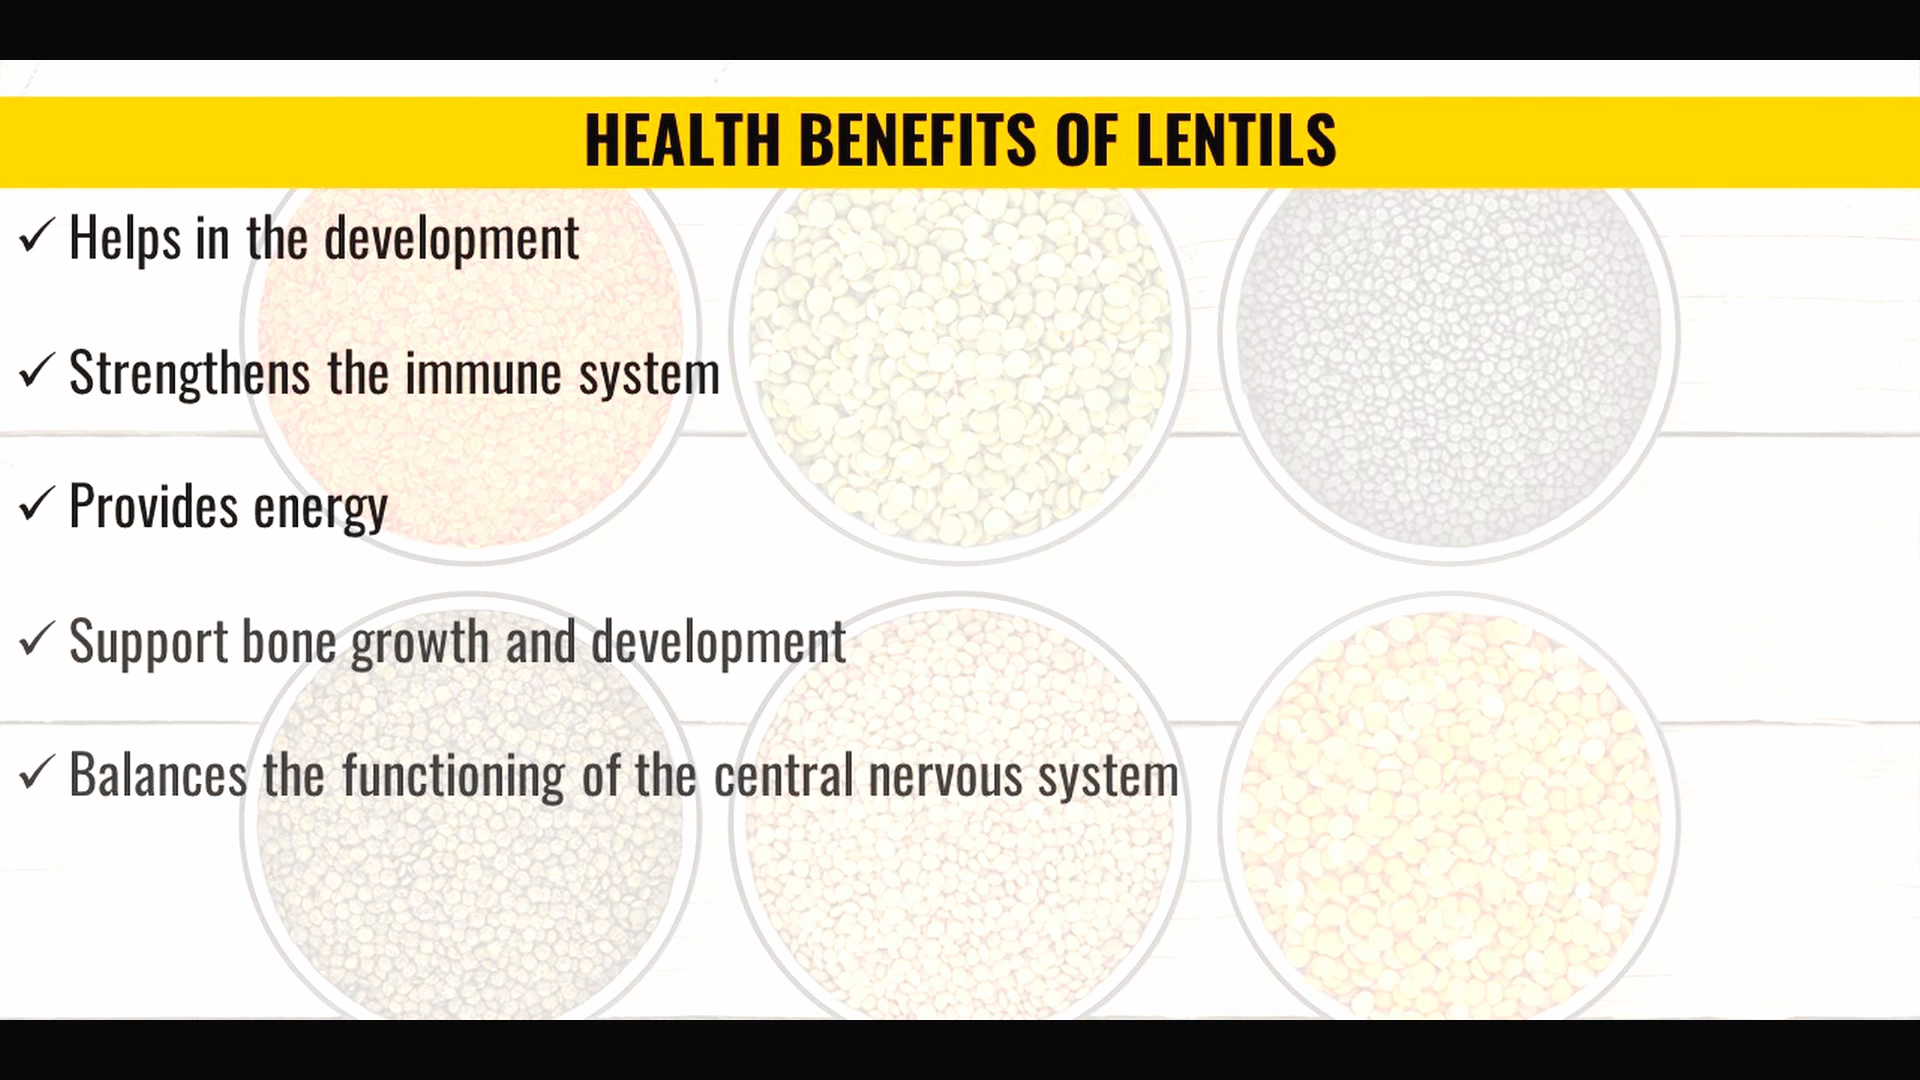 HEALTH BENEFITS OF LENTILS
✓ Helps in the development
✓ Strengthens the immune system
✓ Provides energy
✓ Support bone growth and development
✓ Balances the functioning of the central nervous system